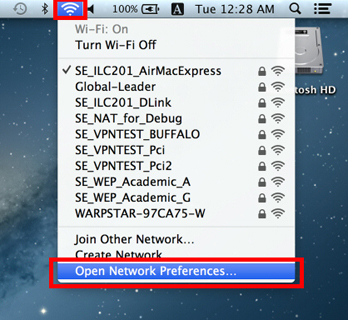 100% Tue 12:28 AM
Wi-Fi: On
Turn Wi-Fi Off
SE_ILC201_AirMacExpress
Global-Leader
SE_ILC201_DLink
SE_NAT_for_Debug
SE_VPNTEST_BUFFALO
SE_VPNTEST_Pci
SE_VPNTEST_Pci2
SE_WEP_Academic_A
SE_WEP_Academic_G
WARPSTAR-97CA75-W
Join Other Network...
Create Network...
Open Network Preferences...
tosh HD